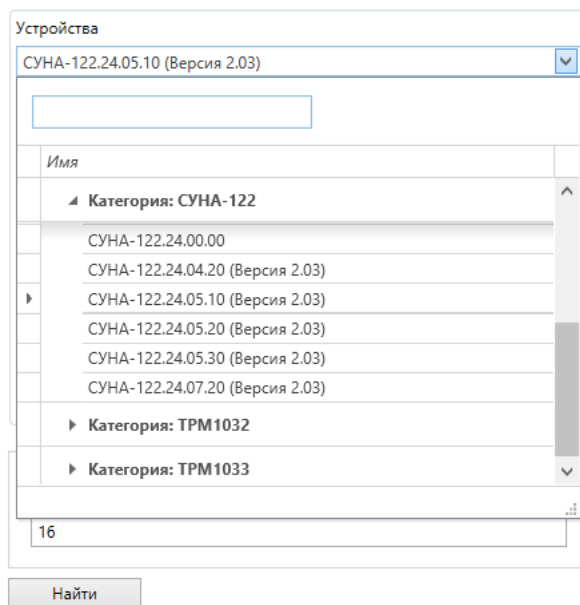 Устройства
СУНА-122.24.05.10 (Версия 2.03)
Имя
Категория: СУНА-122
СУНА-122.24.00.00
СУНА-122.24.04.20 (Версия 2.03)
СУНА-122.24.05.10 (Версия 2.03)
СУНА-122.24.05.20 (Версия 2.03)
СУНА-122.24.05.30 (Версия 2.03)
СУНА-122.24.07.20 (Версия 2.03)
Категория: ТРМ1032
Категория: ТРМ1033
16
Найти